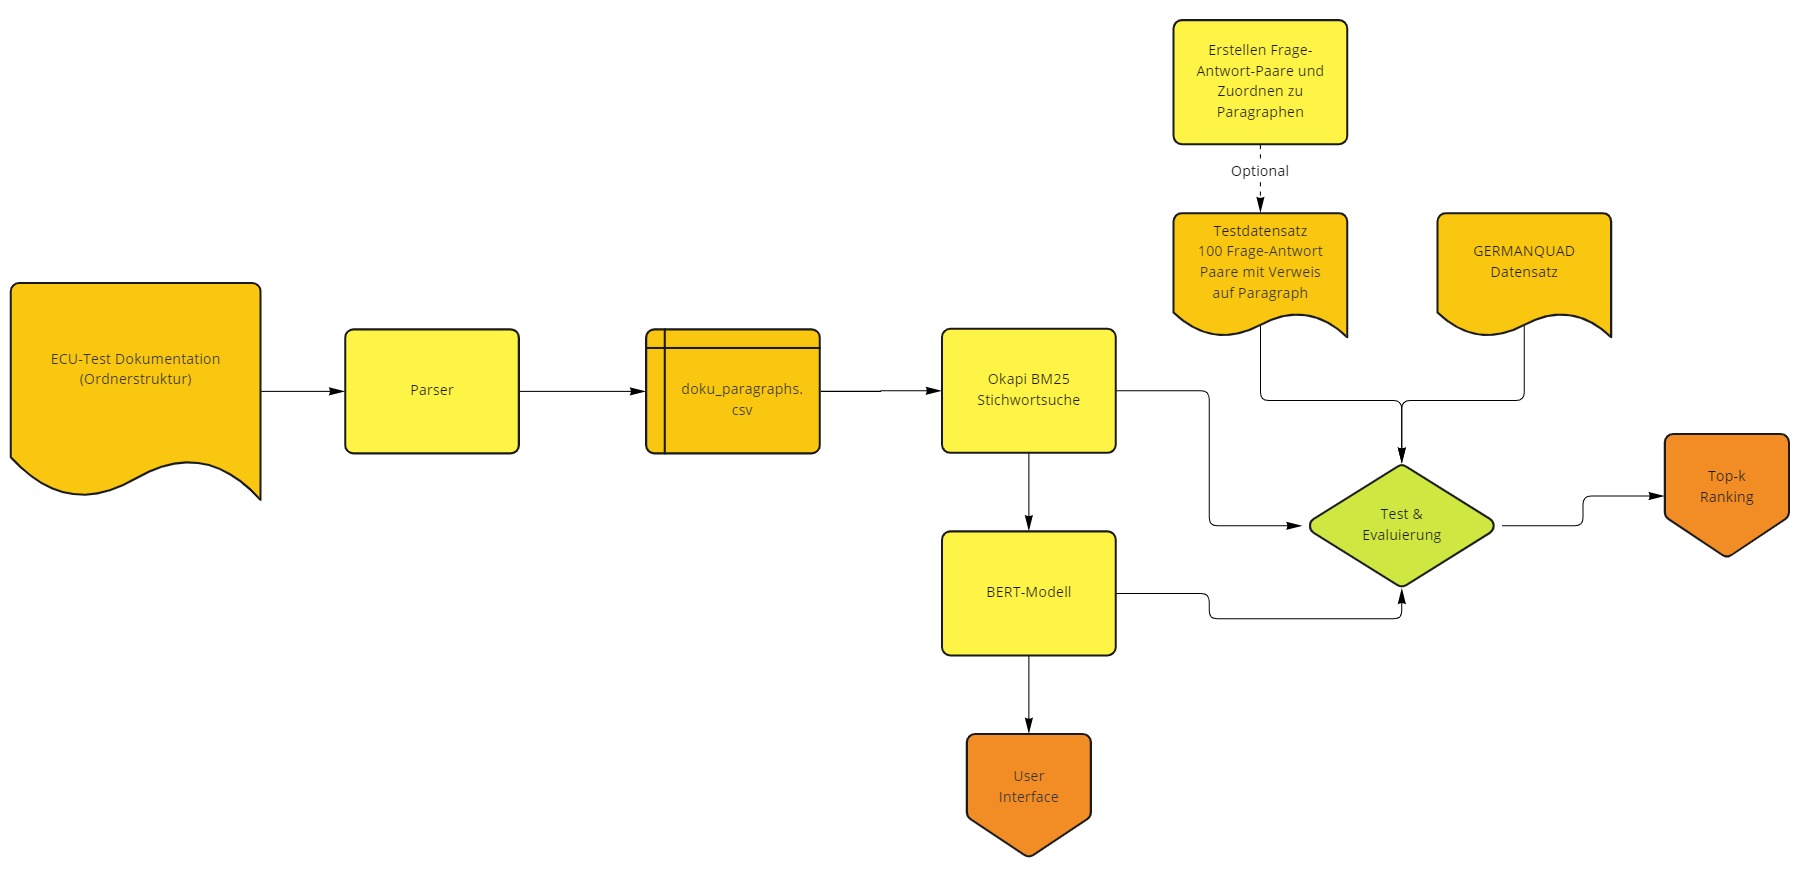 Erstellen Frage-
Antwort-Paare und
Zuordnen zu
Paragraphen
Optional
Testdatensatz
100 Frage-Antwort
Paare mit Verweis
auf Paragraph
GERMANQUAD
Datensatz
ECU-Test Dokumentation
(Ordnerstruktur)
Parser
doku_paragraphs.
csv
Okapi BM25
Stichwortsuche
Test &
Evaluierung
Top-k
Ranking
BERT-Modell
User
Interface